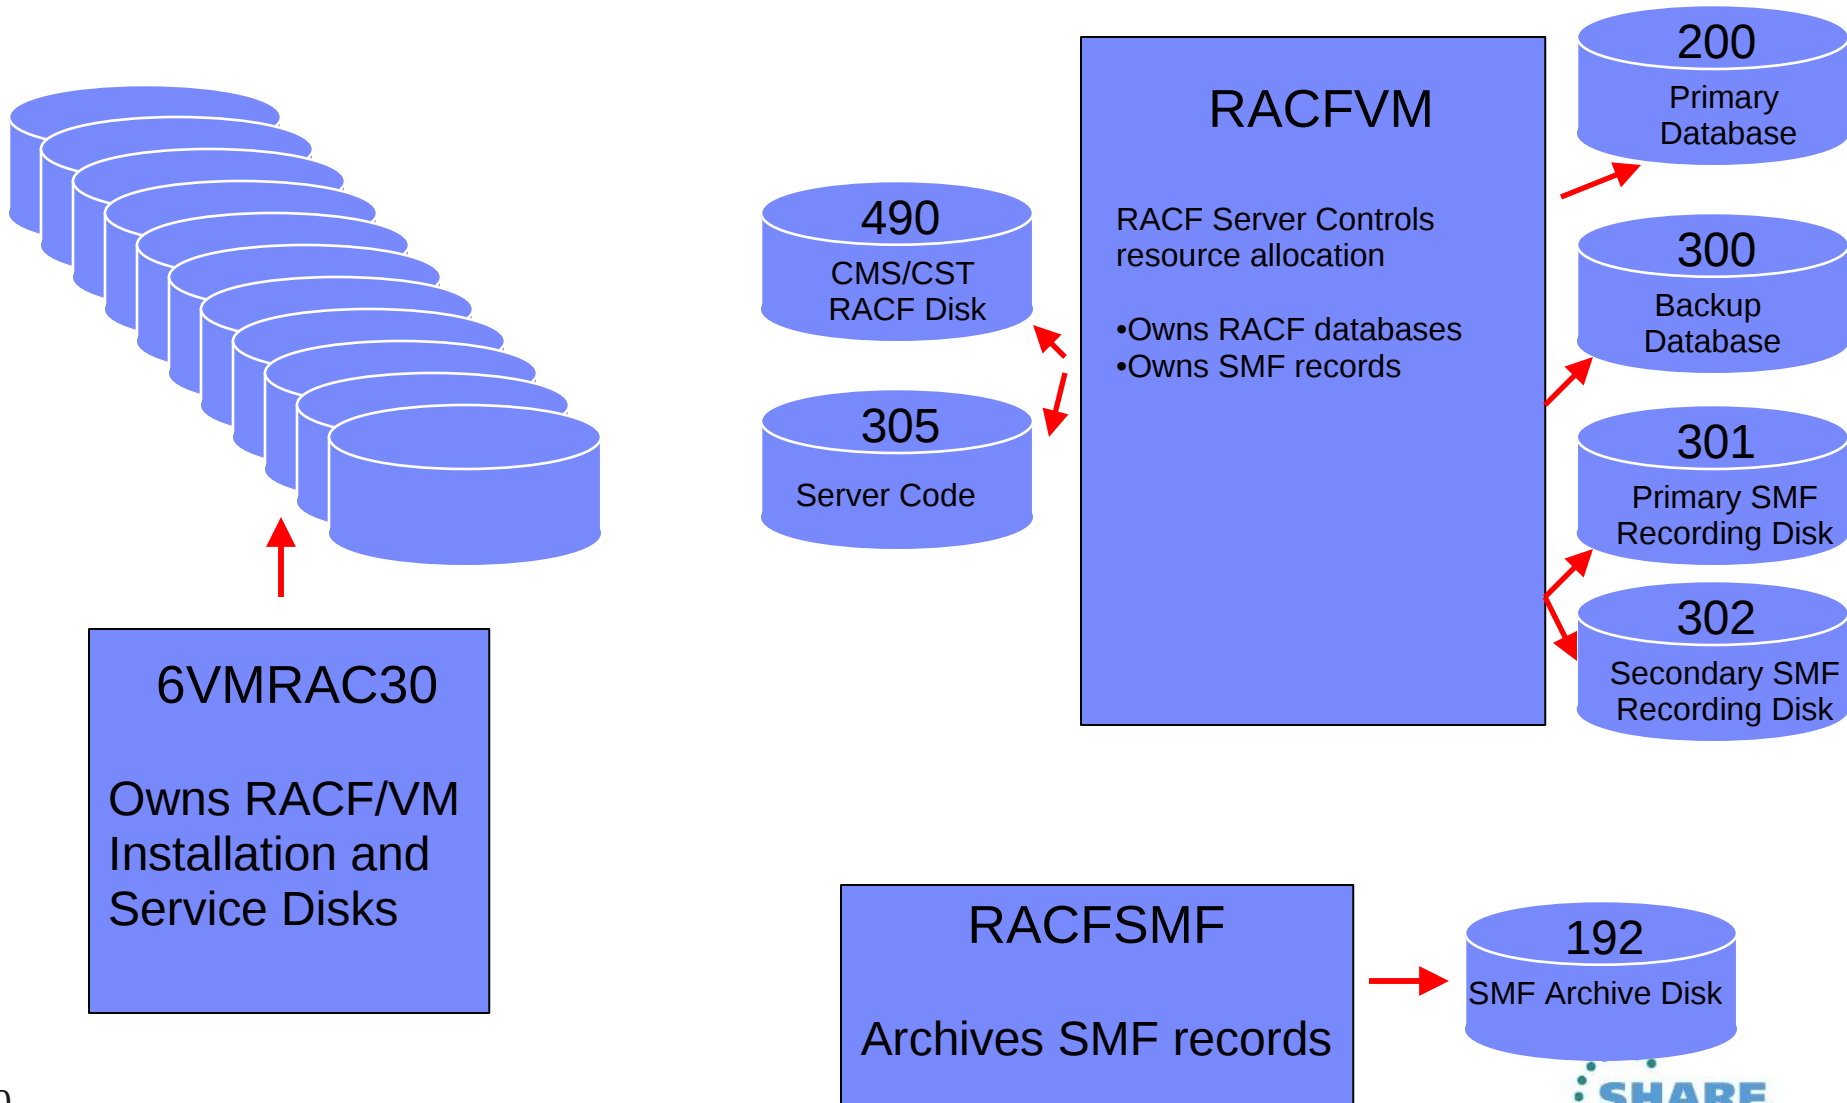 200
Primary
Database
RACFVM
490
CMS/CST
RACF Disk
RACF Server Controls
resource allocation
•Owns RACF databases
•Owns SMF records
300
Backup
Database
305
Server Code
301
Primary SMF
Recording Disk
302
Secondary SMF
Recording Disk
6VMRAC30
Owns RACF/VM
Installation and
Service Disks
RACFSMF
Archives SMF records
192
SMF Archive Disk
SHARE